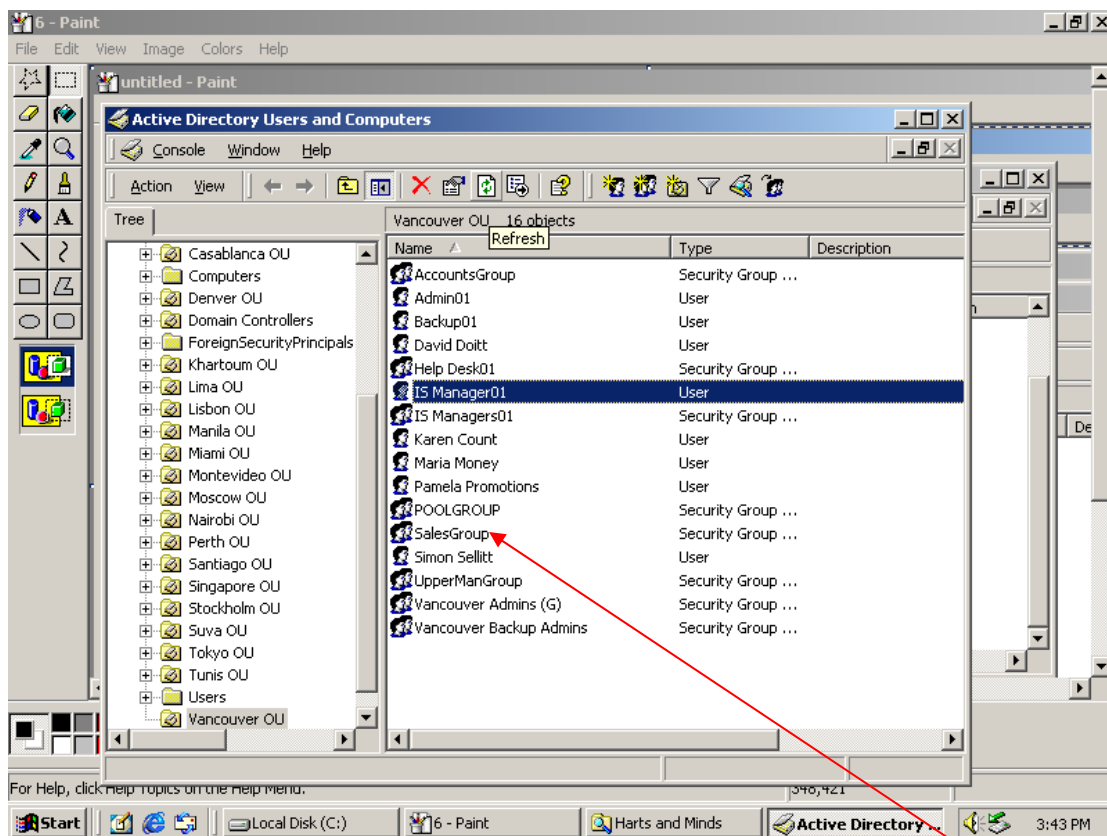 6 - Paint
File Edit View Image Colors Help
untitled - Paint
Active Directory Users and Computers
Console Window Help
Action View
Tree
Vancouver OU 16 objects
Refresh
Name Type Description
Casablanca OU
Computers
Denver OU
Domain Controllers
ForeignSecurityPrincipals
Khartoum OU
Lima OU
Lisbon OU
Manila OU
Miami OU
Montevideo OU
Moscow OU
Nairobi OU
Perth OU
Santiago OU
Singapore OU
Stockholm OU
Suva OU
Tokyo OU
Tunis OU
Users
Vancouver OU
AccountsGroup Security Group ...
Admin01 User
Backup01 User
David Doitt User
Help Desk01 Security Group ...
IS Manager01 User
IS Managers01 Security Group ...
Karen Count User
Maria Money User
Pamela Promotions User
POOLGROUP Security Group ...
SalesGroup Security Group ...
Simon Sellitt User
UpperManGroup Security Group ...
Vancouver Admins (G) Security Group ...
Vancouver Backup Admins Security Group ...
De
A
For Help, click Help Topics on the Help Menu.
348,421
Start Local Disk (C:) 6 - Paint Harts and Minds Active Directory ... 3:43 PM